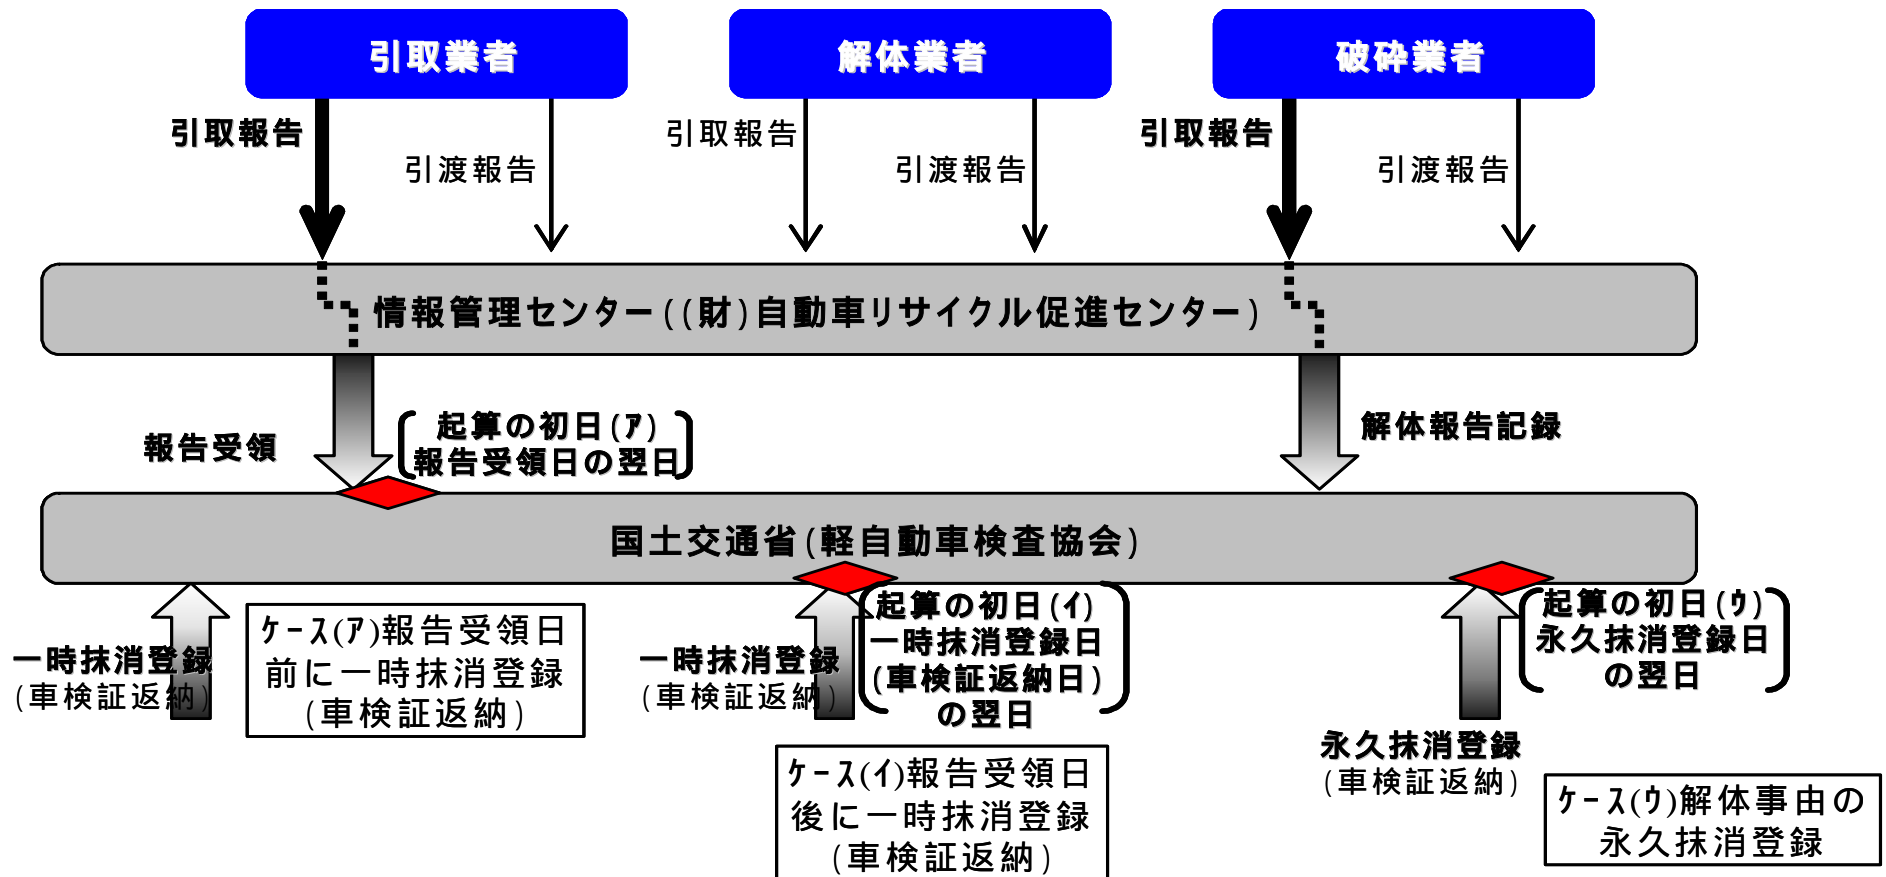 引取業者
解体業者
破砕業者
引取報告
引渡報告
引取報告
引渡報告
引取報告
引渡報告
情報管理センター((財)自動車リサイクル促進センター)
報告受領
起算の初日(ｱ)
報告受領日の翌日
解体報告記録
国土交通省(軽自動車検査協会)
一時抹消登録
(車検証返納)
ｹｰｽ(ｱ)報告受領日
前に一時抹消登録
(車検証返納)
一時抹消登録
(車検証返納)
起算の初日(ｲ)
一時抹消登録日
(車検証返納日)
の翌日
ｹｰｽ(ｲ)報告受領日
後に一時抹消登録
(車検証返納)
起算の初日(ｳ)
永久抹消登録日
の翌日
永久抹消登録
(車検証返納)
ｹｰｽ(ｳ)解体事由の
永久抹消登録